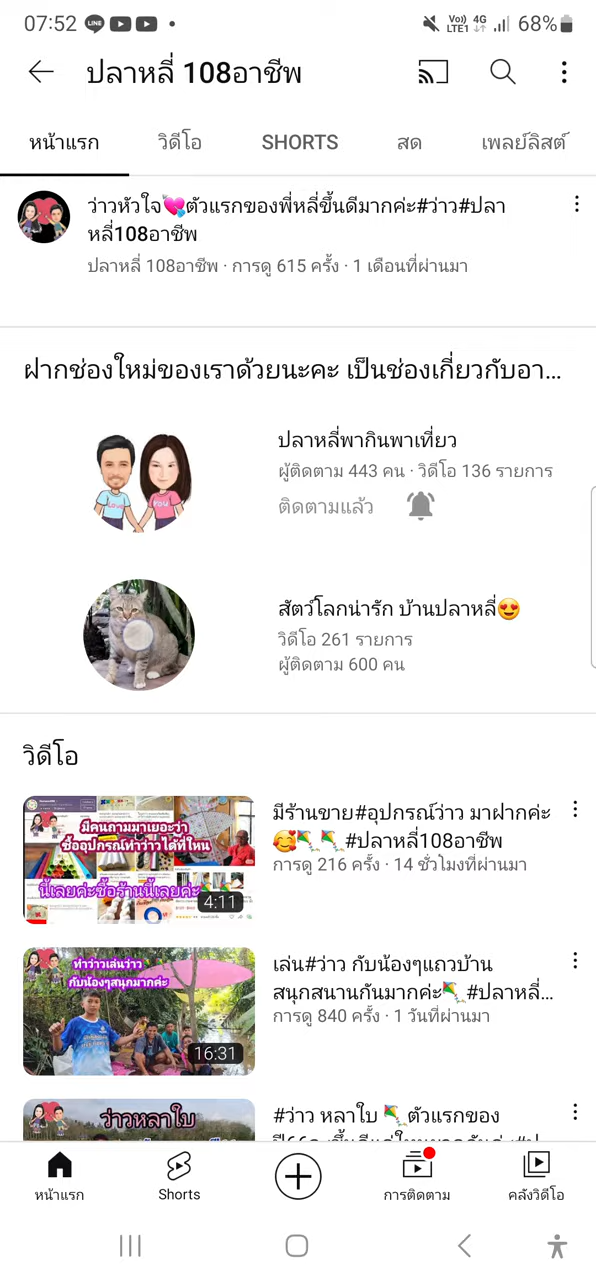 07:52
LINE
Vo)) LTE1 4G 68%
ปลาหลี่ 108อาชีพ
หน้าแรก วิดีโอ SHORTS สด เพลย์ลิสต์
ว่าวหัวใจ💘ตัวแรกของพี่หลี่ขึ้นดีมากค่ะ#ว่าว#ปลา
หลี่108อาชีพ
ปลาหลี่ 108อาชีพ · การดู 615 ครั้ง · 1 เดือนที่ผ่านมา
ฝากช่องใหม่ของเราด้วยนะคะ เป็นช่องเกี่ยวกับอา...
LOVE YOU
ปลาหลี่พากินพาเที่ยว
ผู้ติดตาม 443 คน · วิดีโอ 136 รายการ
ติดตามแล้ว
สัตว์โลกน่ารัก บ้านปลาหลี่😍
วิดีโอ 261 รายการ
ผู้ติดตาม 600 คน
วิดีโอ
มีคนถามมาเยอะว่า
ซื้ออุปกรณ์ทำว่าวได้ที่ไหน
นี้เลยค่ะซื้อร้านนี้เลยค่ะ
4:11
มีร้านขาย#อุปกรณ์ว่าว มาฝากค่ะ
🥰🪁🪁#ปลาหลี่108อาชีพ
การดู 216 ครั้ง · 14 ชั่วโมงที่ผ่านมา
ทำว่าวเล่นว่าว
กับน้องๆสนุกมากค่ะ
16:31
เล่น#ว่าว กับน้องๆแถวบ้าน
สนุกสนานกันมากค่ะ🪁#ปลาหลี่...
การดู 840 ครั้ง · 1 วันที่ผ่านมา
ว่าวหลาใบ
#ว่าว หลาใบ🪁ตัวแรกของ
หน้าแรก Shorts การติดตาม คลังวิดีโอ